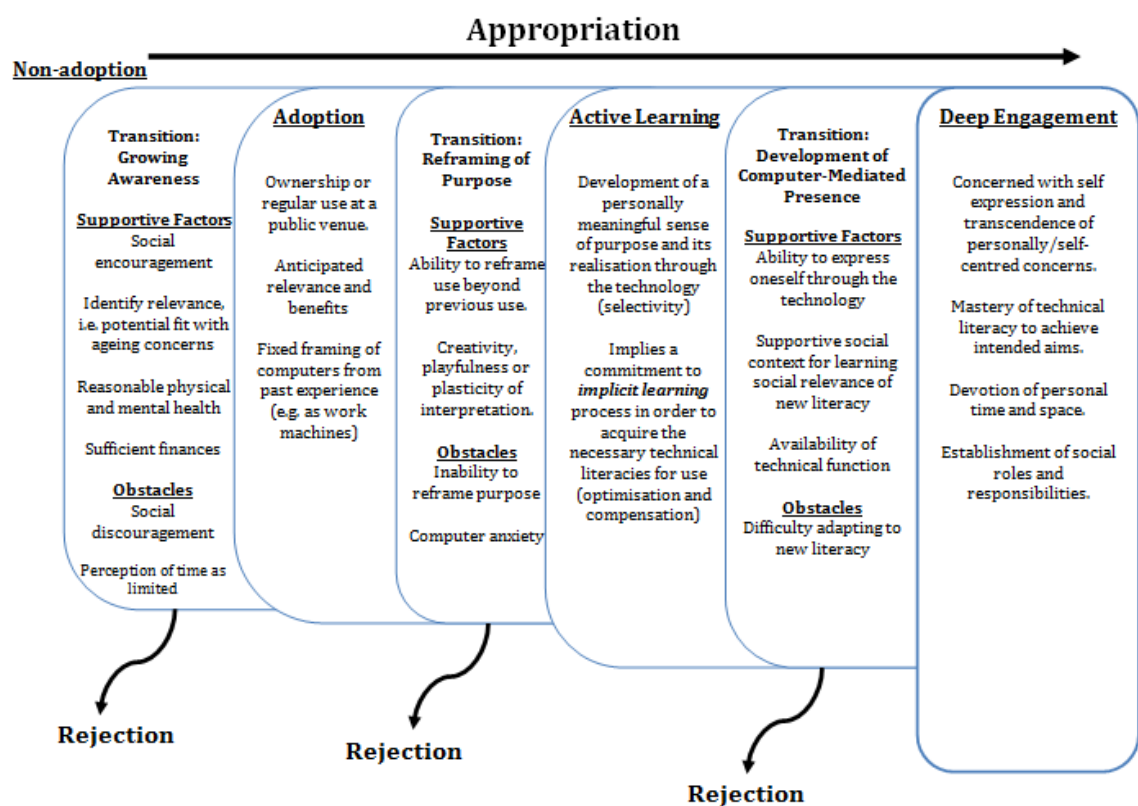 Appropriation
Non-adoption
Transition:
Growing
Awareness
Supportive Factors
Social
encouragement
Identify relevance,
i.e. potential fit with
ageing concerns
Reasonable physical
and mental health
Sufficient finances
Obstacles
Social
discouragement
Perception of time as
limited
Adoption
Ownership or
regular use at a
public venue.
Anticipated
relevance and
benefits
Fixed framing of
computers from
past experience
(e.g. as work
machines)
Transition:
Reframing of
Purpose
Supportive
Factors
Ability to reframe
use beyond
previous use.
Creativity,
playfulness or
plasticity of
interpretation.
Obstacles
Inability to
reframe purpose
Computer anxiety
Active Learning
Development of a
personally
meaningful sense
of purpose and its
realisation through
the technology
(selectivity)
Implies a
commitment to
implicit learning
process in order to
acquire the
necessary technical
literacies for use
(optimisation and
compensation)
Transition:
Development of
Computer-Mediated
Presence
Supportive Factors
Ability to express
oneself through the
technology
Supportive social
context for learning
social relevance of
new literacy
Availability of
technical function
Obstacles
Difficulty adapting to
new literacy
Deep Engagement
Concerned with self
expression and
transcendence of
personally/self-
centred concerns.
Mastery of technical
literacy to achieve
intended aims.
Devotion of personal
time and space.
Establishment of social
roles and
responsibilities.
Rejection
Rejection
Rejection